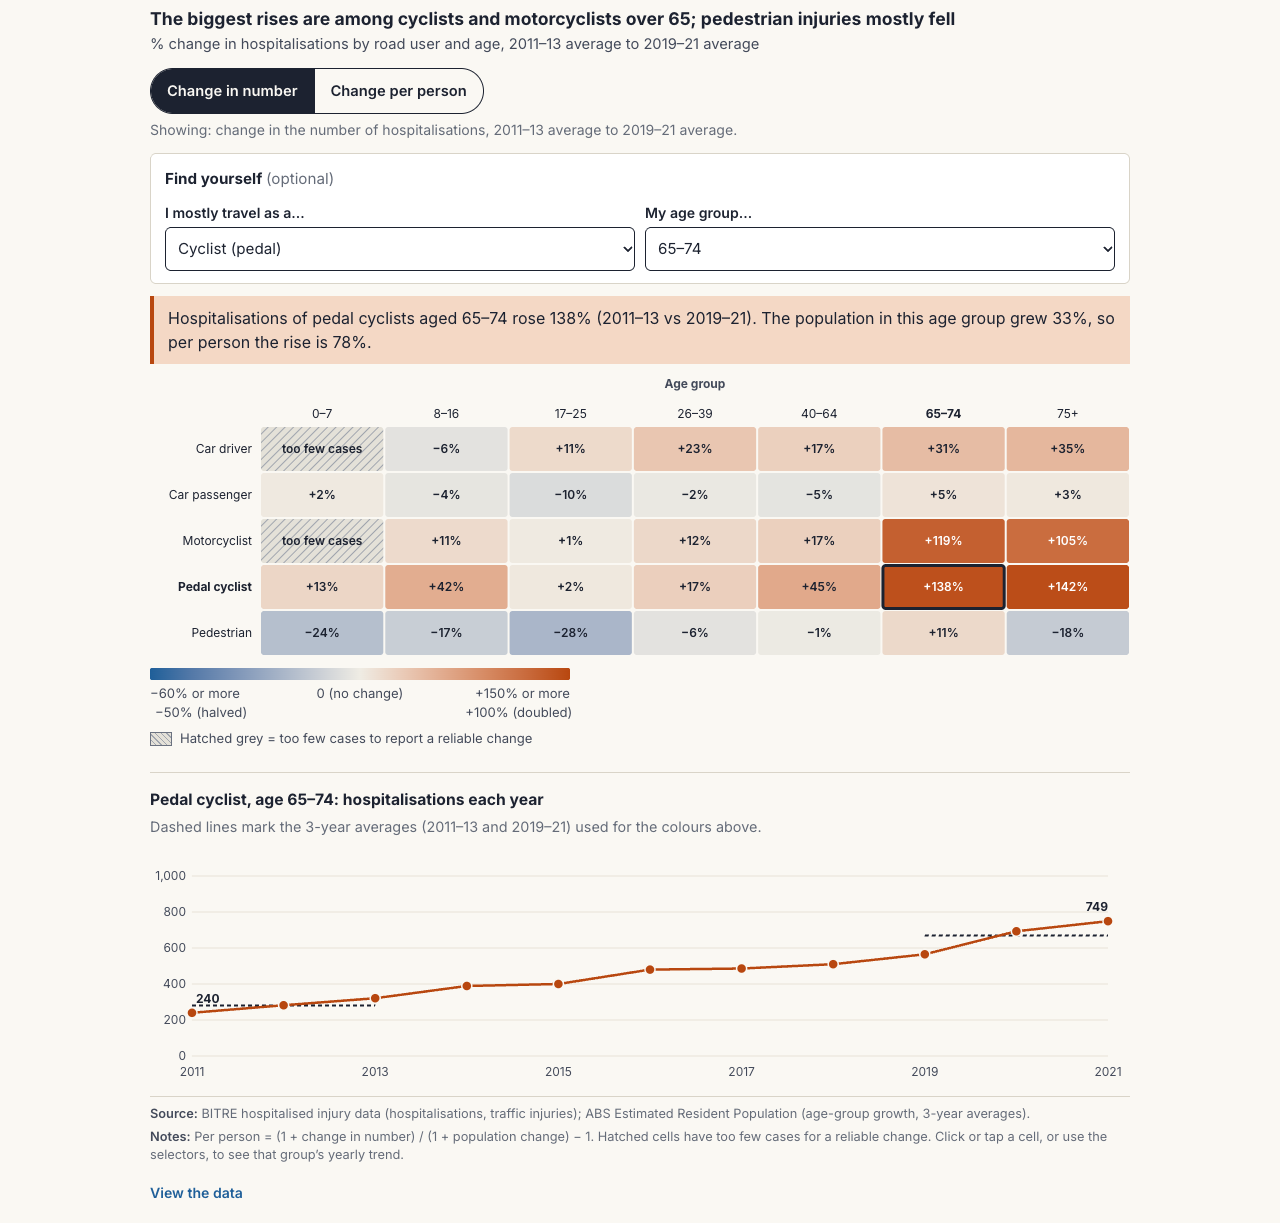 The biggest rises are among cyclists and motorcyclists over 65; pedestrian injuries mostly fell
% change in hospitalisations by road user and age, 2011–13 average to 2019–21 average
Change in number Change per person
Showing: change in the number of hospitalisations, 2011–13 average to 2019–21 average.
Find yourself (optional)
I mostly travel as a… My age group…
Cyclist (pedal) 65–74
Hospitalisations of pedal cyclists aged 65–74 rose 138% (2011–13 vs 2019–21). The population in this age group grew 33%, so
per person the rise is 78%.
Age group
0–7 8–16 17–25 26–39 40–64 65–74 75+
Car driver too few cases −6% +11% +23% +17% +31% +35%
Car passenger +2% −4% −10% −2% −5% +5% +3%
Motorcyclist too few cases +11% +1% +12% +17% +119% +105%
Pedal cyclist +13% +42% +2% +17% +45% +138% +142%
Pedestrian −24% −17% −28% −6% −1% +11% −18%
−60% or more 0 (no change) +150% or more
−50% (halved) +100% (doubled)
Hatched grey = too few cases to report a reliable change
Pedal cyclist, age 65–74: hospitalisations each year
Dashed lines mark the 3-year averages (2011–13 and 2019–21) used for the colours above.
1,000
800
749
600
400
240
200
0
2011 2013 2015 2017 2019 2021
Source: BITRE hospitalised injury data (hospitalisations, traffic injuries); ABS Estimated Resident Population (age-group growth, 3-year averages).
Notes: Per person = (1 + change in number) / (1 + population change) − 1. Hatched cells have too few cases for a reliable change. Click or tap a cell, or use the
selectors, to see that group’s yearly trend.
View the data